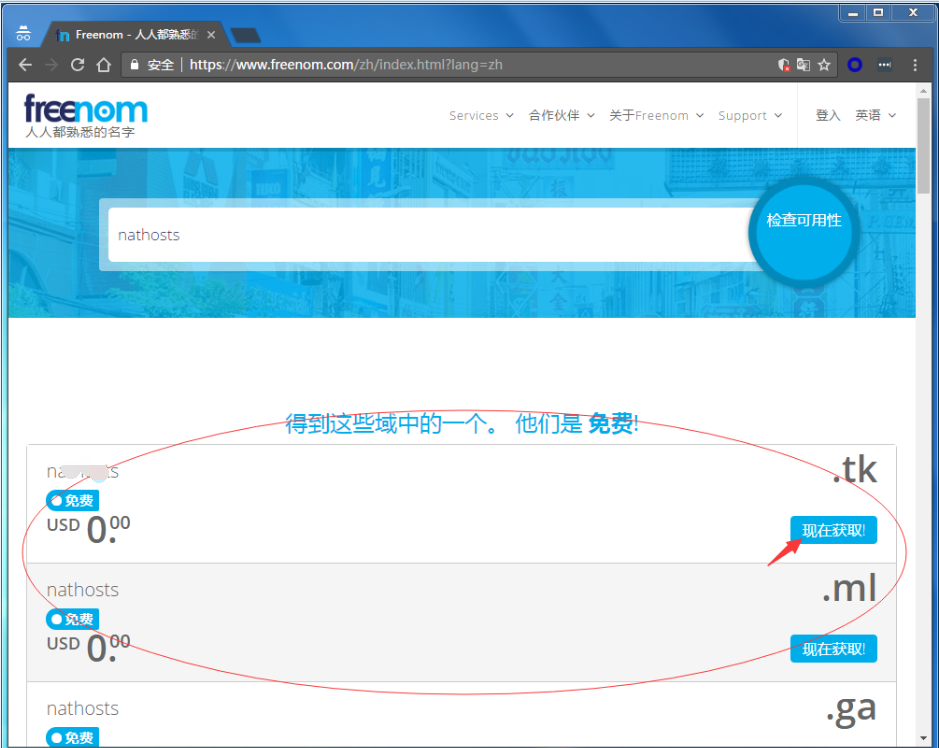 Freenom - 人人都熟悉的
安全 | https://www.freenom.com/zh/index.html?lang=zh
freenom
人人都熟悉的名字
Services 合作伙伴 关于Freenom Support 登入 英语
nathosts
检查可用性
得到这些域中的一个。 他们是 免费!
.tk
免费
USD 0.00
现在获取!
nathosts
.ml
免费
USD 0.00
现在获取!
nathosts
.ga
免费